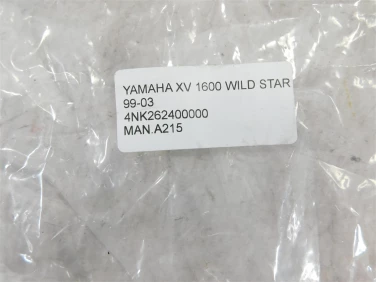 YAMAHA XV 1600 WILD STAR
99-03
4NK262400000
MAN.A215